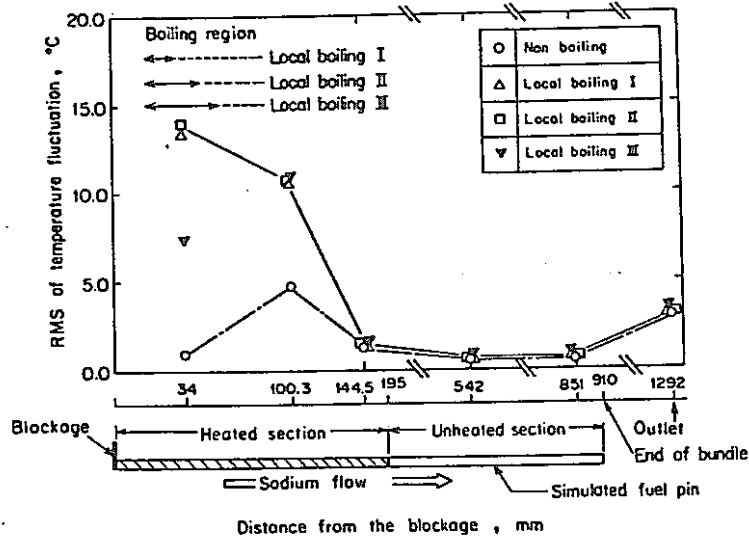 20.0
15.0
10.0
5.0
0.0
RMS of temperature fluctuation , °C
Boiling region
Local boiling I
Local boiling II
Local boiling III
Non boiling
Local boiling I
Local boiling II
Local boiling III
34
100.3
144.5
195
542
851
910
1292
Blockage
Heated section
Unheated section
Outlet
End of bundle
Sodium flow
Simulated fuel pin
Distance from the blockage , mm